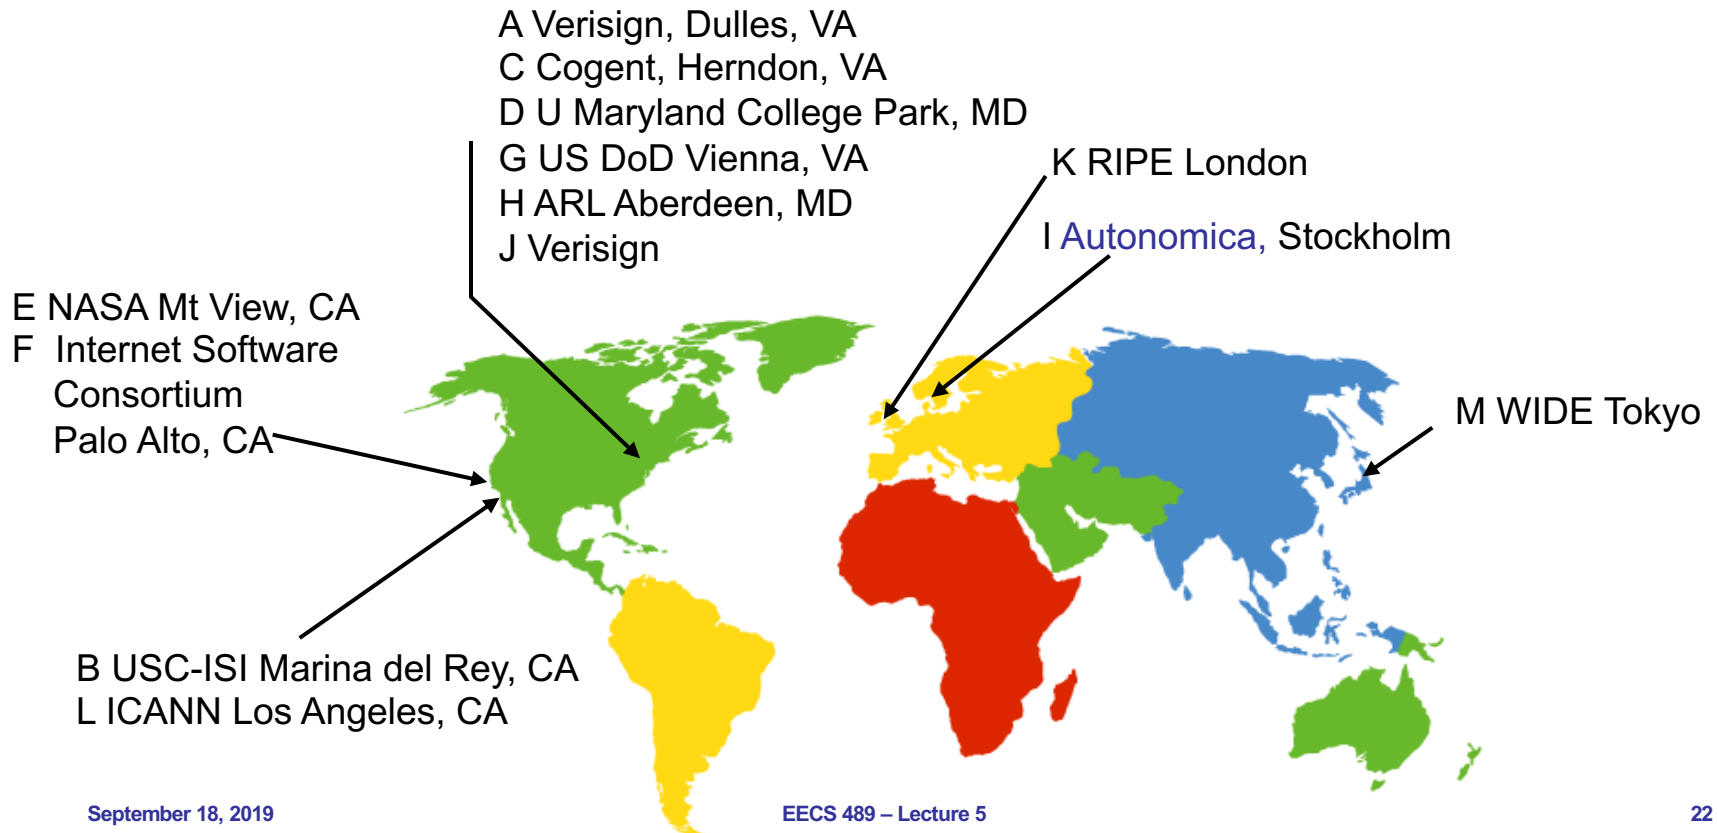 A Verisign, Dulles, VA
C Cogent, Herndon, VA
D U Maryland College Park, MD
G US DoD Vienna, VA
H ARL Aberdeen, MD
J Verisign
K RIPE London
I Autonomica, Stockholm
E NASA Mt View, CA
F Internet Software
Consortium
Palo Alto, CA
M WIDE Tokyo
B USC-ISI Marina del Rey, CA
L ICANN Los Angeles, CA
September 18, 2019
EECS 489 – Lecture 5
22